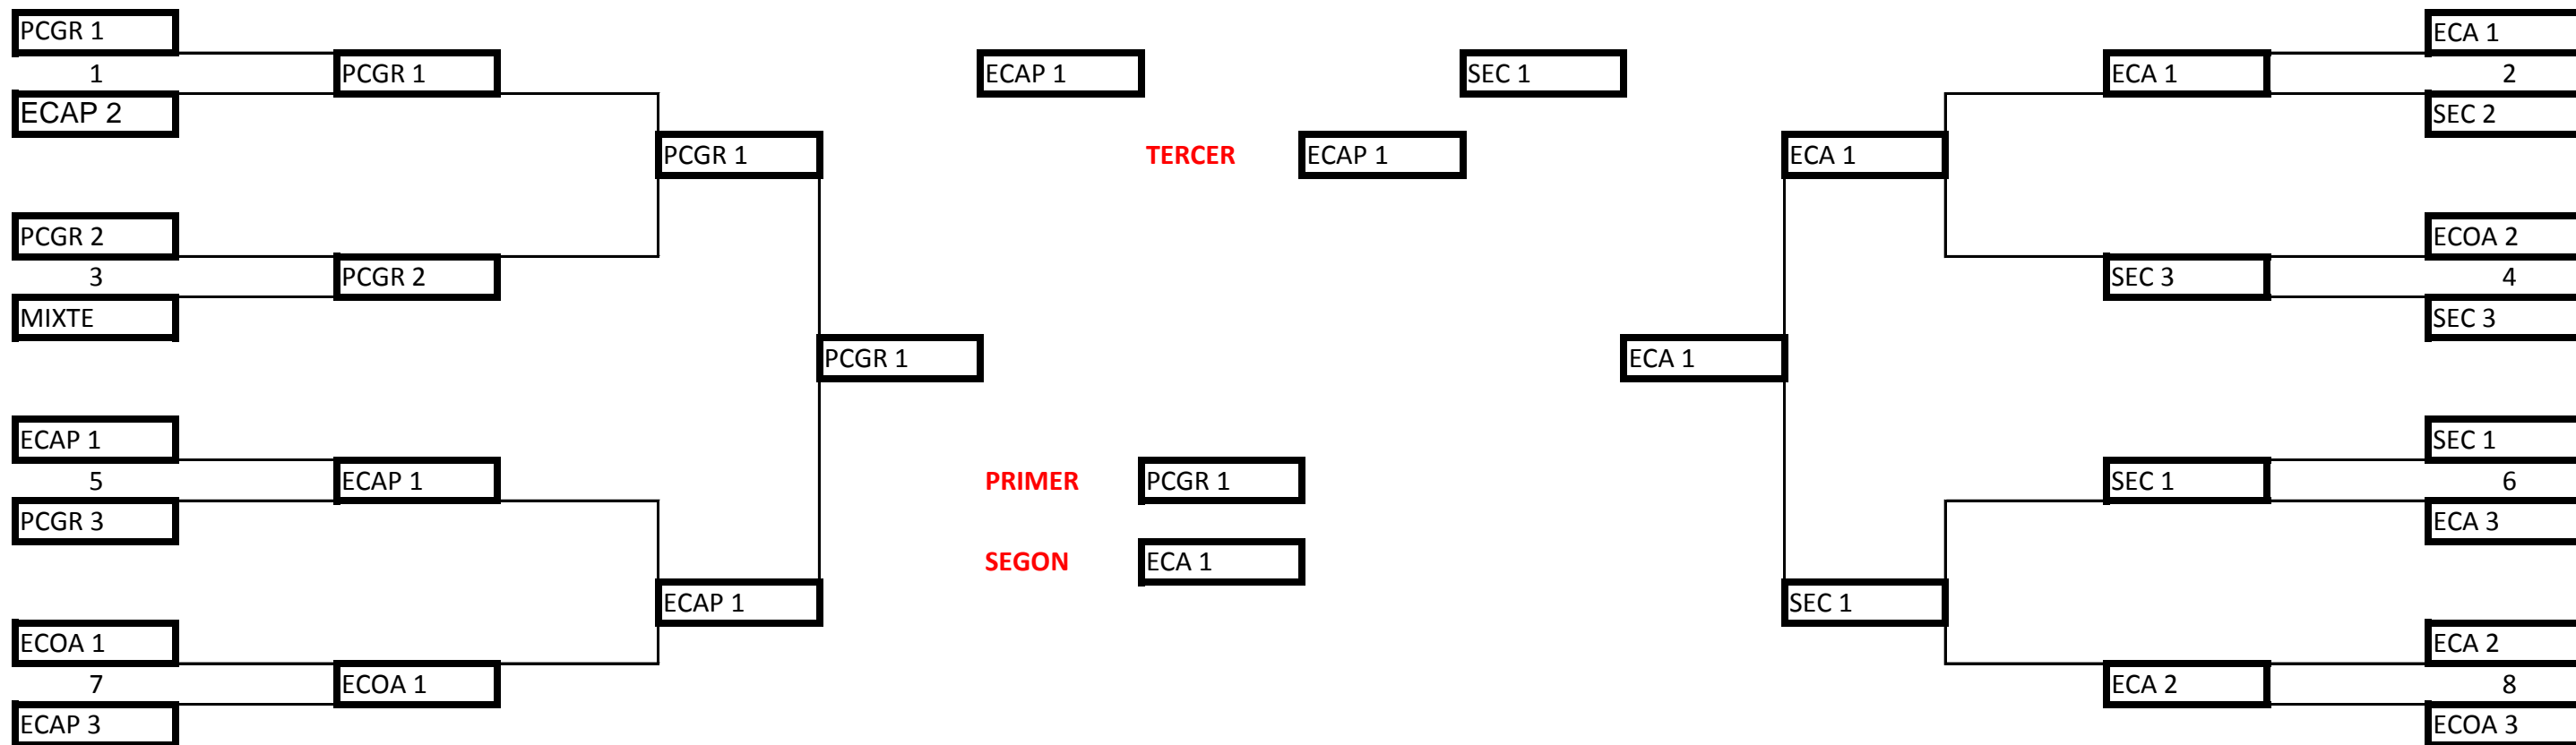 PCGR 1 ECA 1
1 PCGR 1 ECAP 1 SEC 1 ECA 1 2
ECAP 2 SEC 2
PCGR 1 TERCER ECAP 1 ECA 1
PCGR 2 ECOA 2
3 PCGR 2 SEC 3 4
MIXTE SEC 3
PCGR 1 ECA 1
ECAP 1 SEC 1
5 ECAP 1 PRIMER PCGR 1 SEC 1 6
PCGR 3 ECA 3
SEGON ECA 1
ECAP 1 SEC 1
ECOA 1 ECA 2
7 ECOA 1 ECA 2 8
ECAP 3 ECOA 3